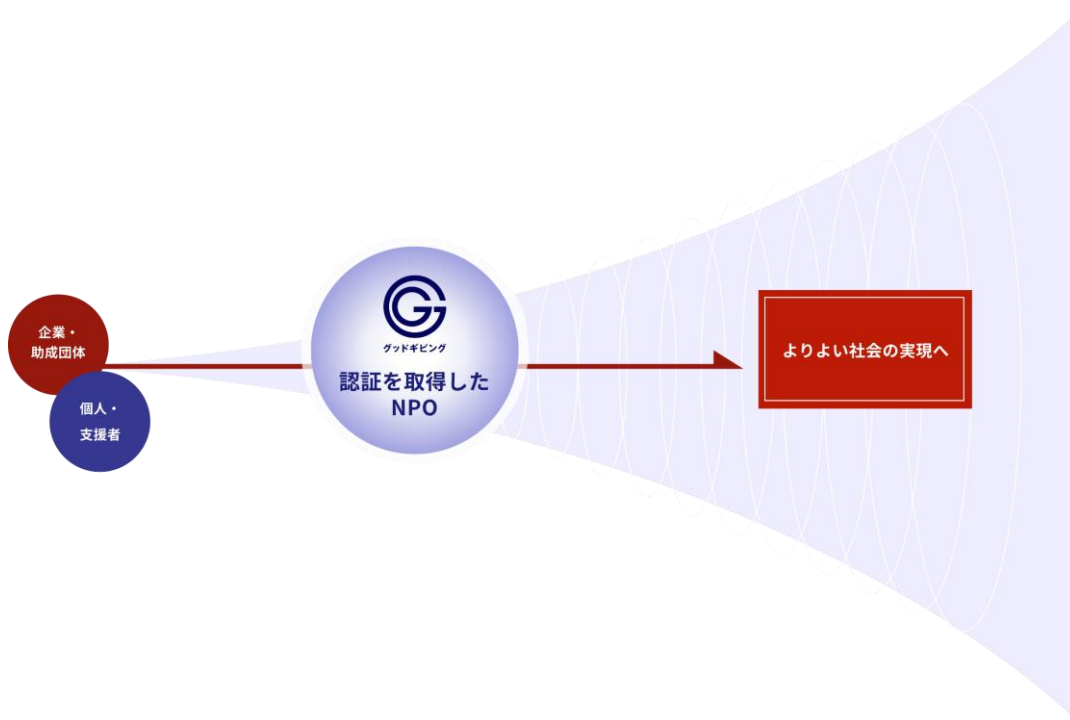 企業・
助成団体
個人・
支援者
グッドギビング
認証を取得した
NPO
よりよい社会の実現へ